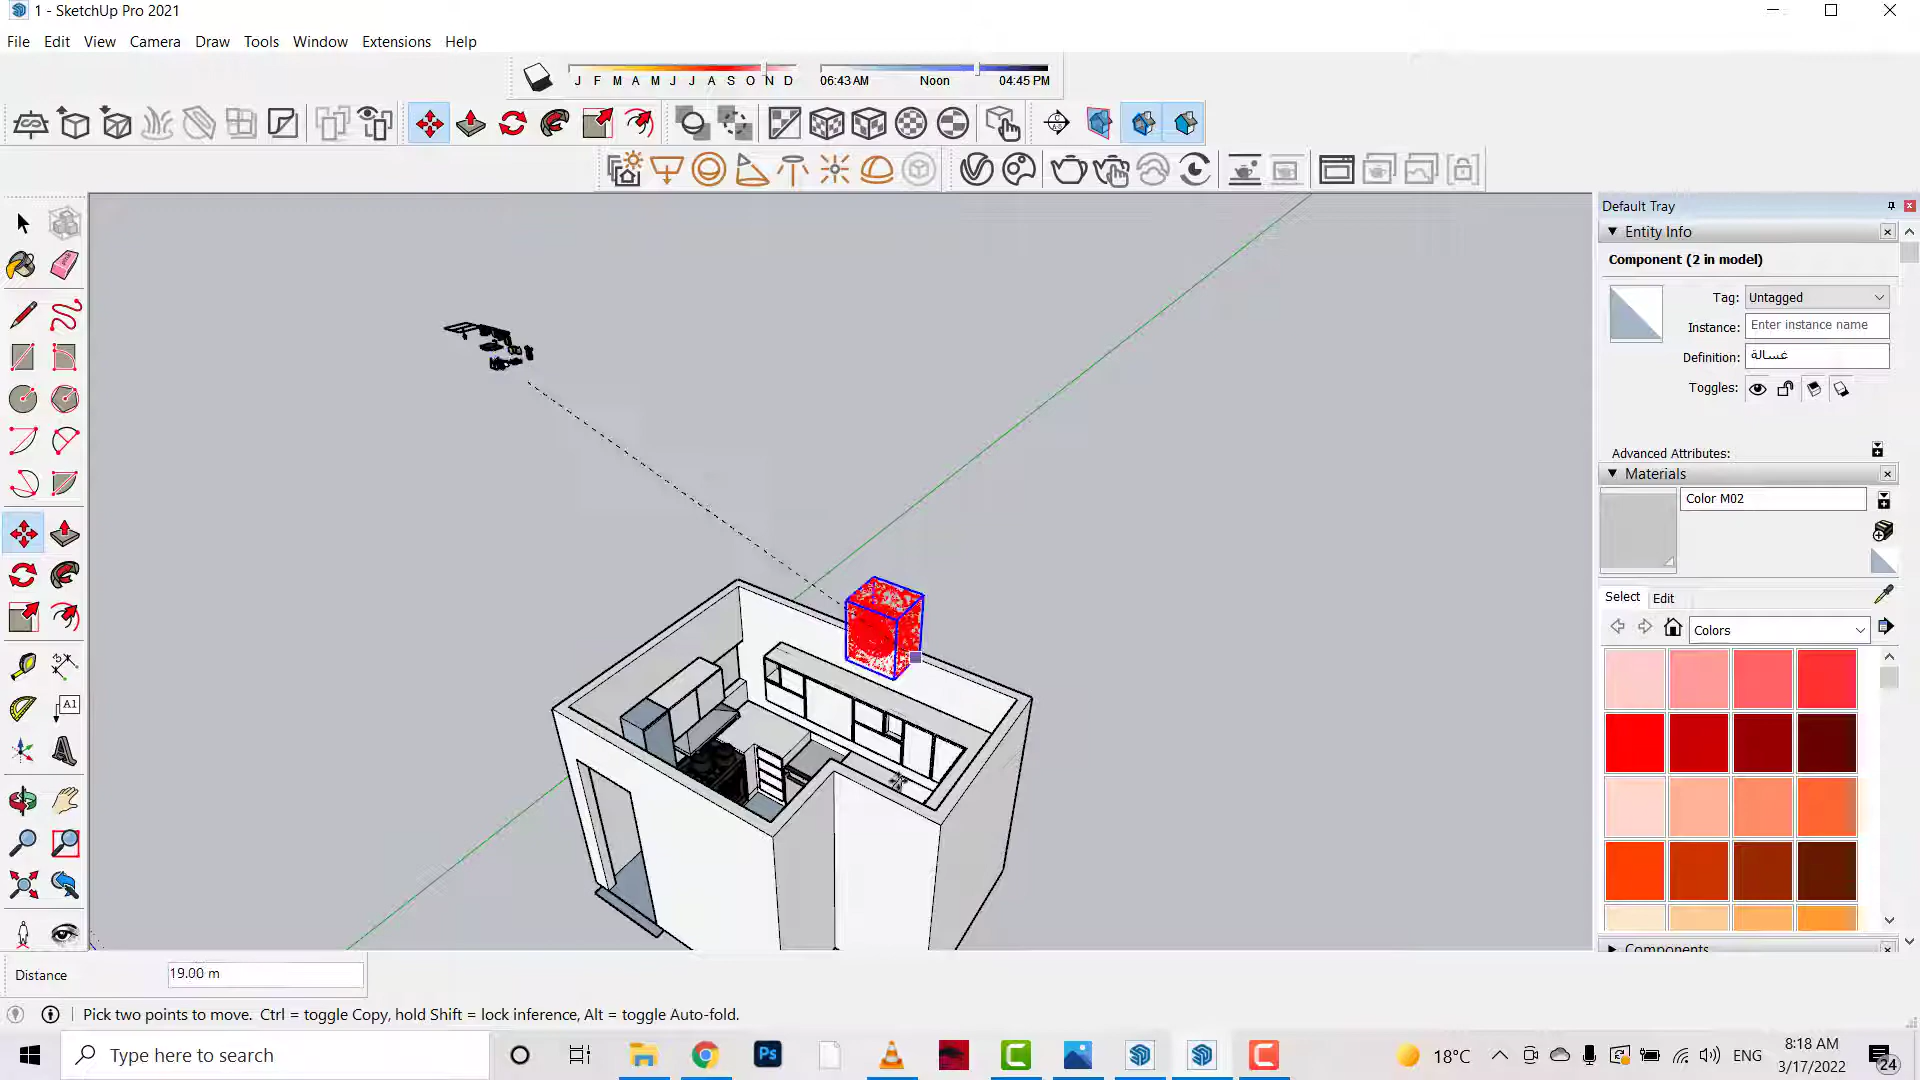 1 - SketchUp Pro 2021
File Edit View Camera Draw Tools Window Extensions Help
J F M A M J J A S O N D 06:43 AM Noon 04:45 PM
Default Tray
Entity Info
Component (2 in model)
Tag: Untagged
Instance: Enter instance name
Definition: غسالة
Toggles:
Advanced Attributes:
Materials
Color M02
Select Edit
Colors
Components
A1
Distance 19.00 m
Pick two points to move. Ctrl = toggle Copy, hold Shift = lock inference, Alt = toggle Auto-fold.
Type here to search
Ps
18°C
ENG
8:18 AM
3/17/2022
24